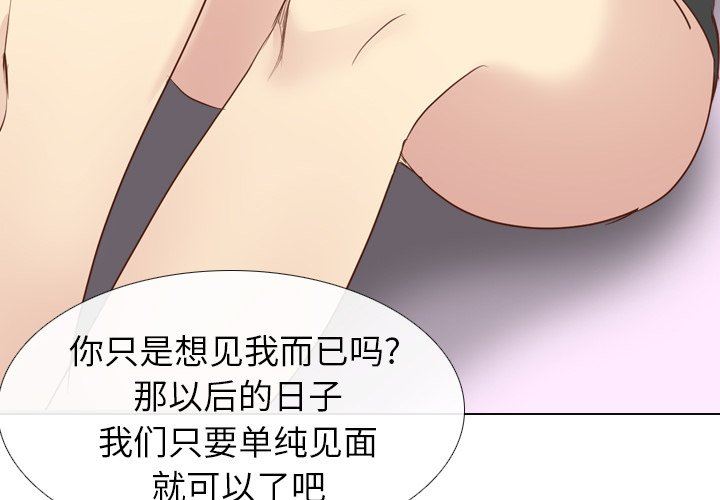 你只是想见我而已吗?
那以后的日子
我们只要单纯见面
就可以了吧